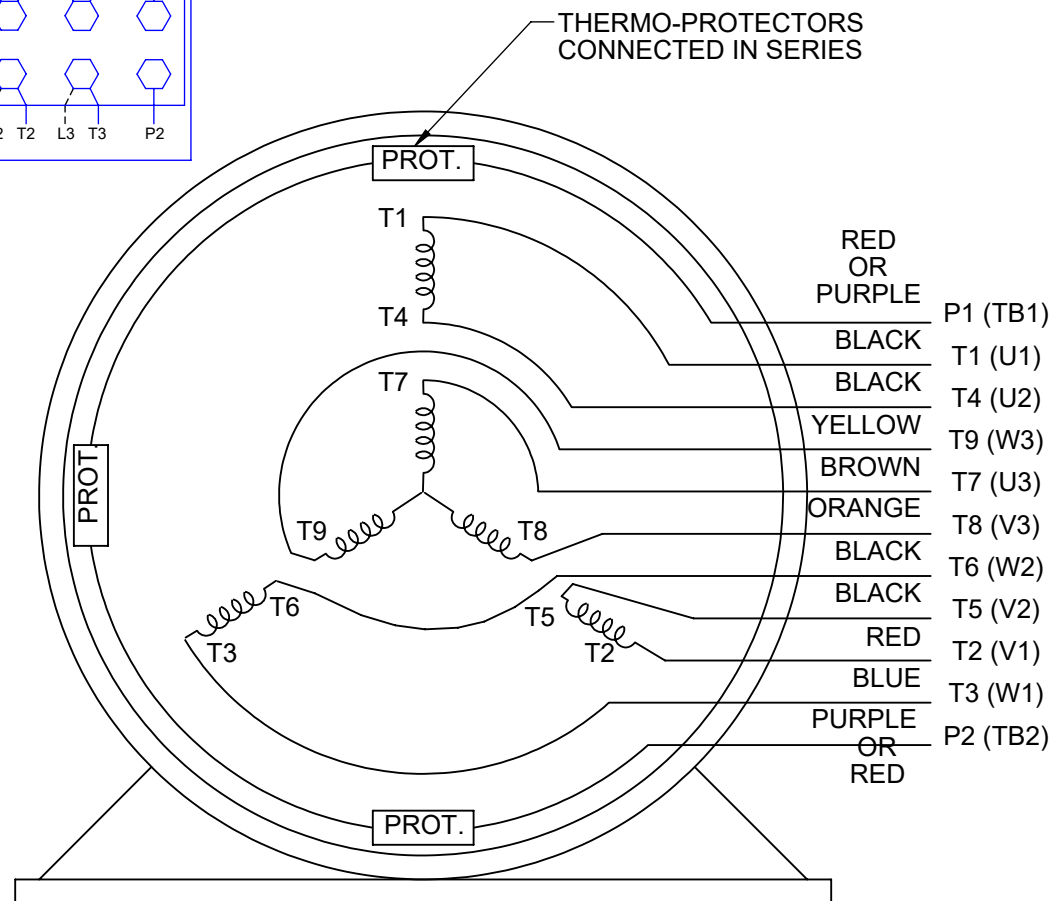 THERMO-PROTECTORS
CONNECTED IN SERIES
2 T2 L3 T3 P2
PROT.
T1
RED
OR
PURPLE
P1 (TB1)
T4
BLACK
T1 (U1)
T7
BLACK
T4 (U2)
YELLOW
T9 (W3)
PROT.
BROWN
T7 (U3)
ORANGE
T9
T8
T8 (V3)
BLACK
T6 (W2)
T6
T5
BLACK
T5 (V2)
T3
T2
RED
T2 (V1)
BLUE
T3 (W1)
PURPLE
OR
RED
P2 (TB2)
PROT.